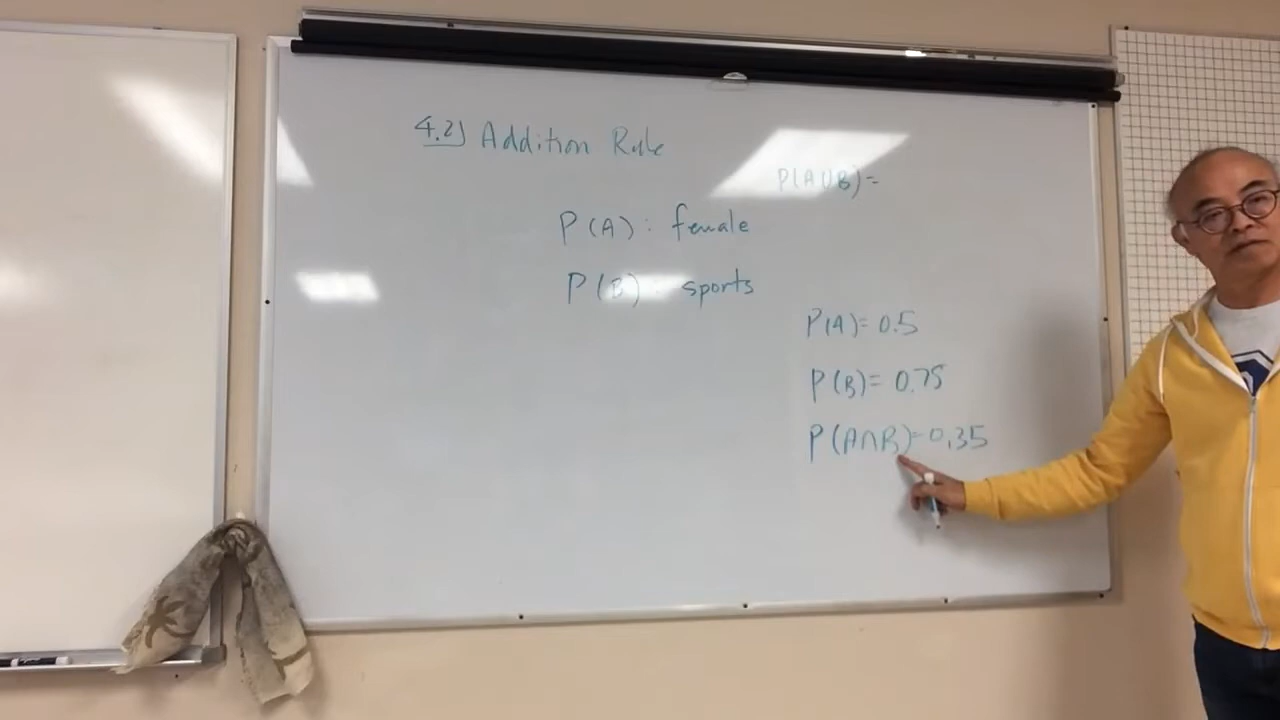 4.2) Addition Rule
P(A∪B)=
P(A): female
P(B): sports
P(A)= 0.5
P(B)= 0.75
P(A∩B)=0.35